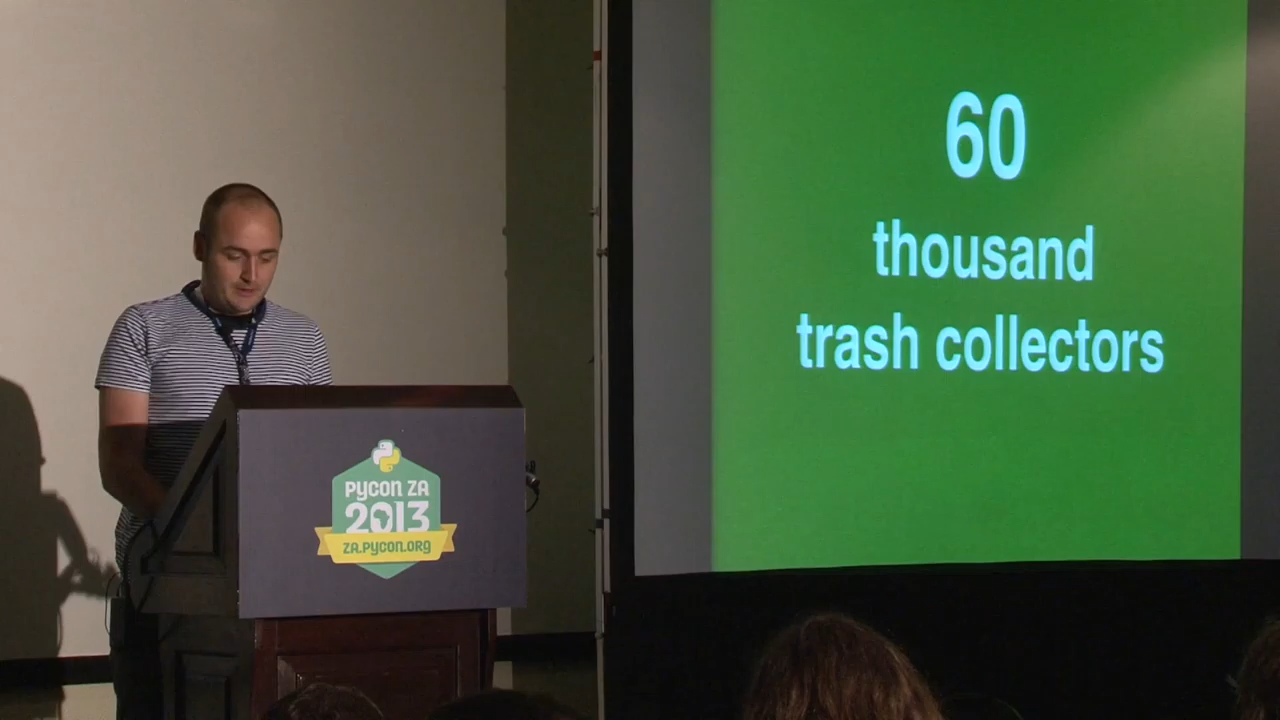 60
thousand
trash collectors
PYCON ZA
2013
ZA.PYCON.ORG